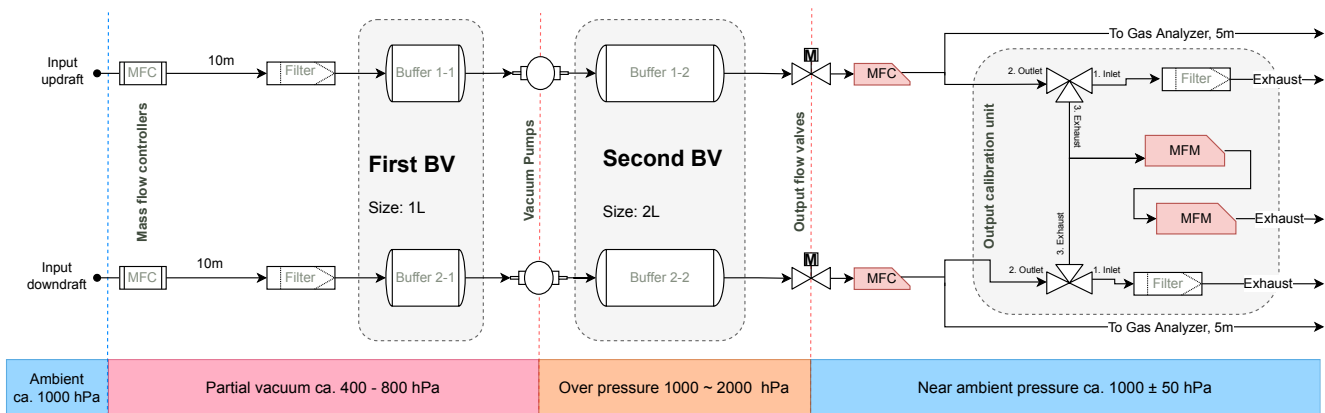 To Gas Analyzer, 5m
Input
updraft
MFC
10m
Filter
Buffer 1-1
Buffer 1-2
M
MFC
2. Outlet
1. Inlet
Filter
Exhaust
3. Exhaust
Mass flow controllers
First BV
Size: 1L
Vacuum Pumps
Second BV
Size: 2L
Output flow valves
Output calibration unit
MFM
MFM
Exhaust
3. Exhaust
Input
downdraft
MFC
10m
Filter
Buffer 2-1
Buffer 2-2
M
MFC
2. Outlet
1. Inlet
Filter
Exhaust
To Gas Analyzer, 5m
Ambient
ca. 1000 hPa
Partial vacuum ca. 400 - 800 hPa
Over pressure 1000 ~ 2000 hPa
Near ambient pressure ca. 1000 ± 50 hPa